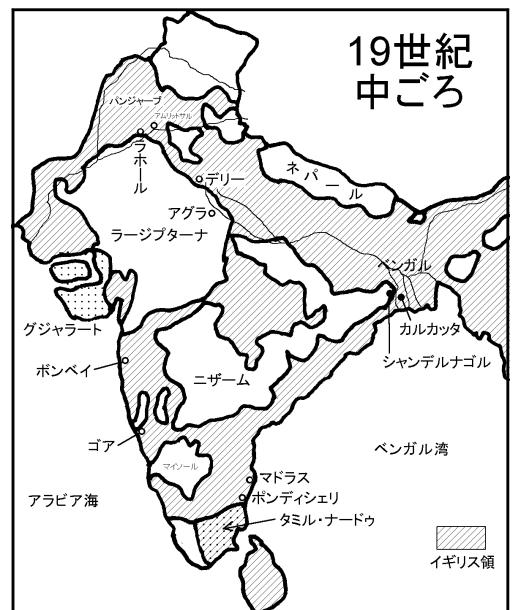 19世紀
中ごろ
パンジャーブ
アムリットサル
ラホール
デリー
ネパール
アグラ
ラージプターナ
ベンガル
グジャラート
カルカッタ
シャンデルナゴル
ボンベイ
ニザーム
ゴア
ベンガル湾
マイソール
マドラス
ポンディシェリ
アラビア海
タミル・ナードゥ
イギリス領